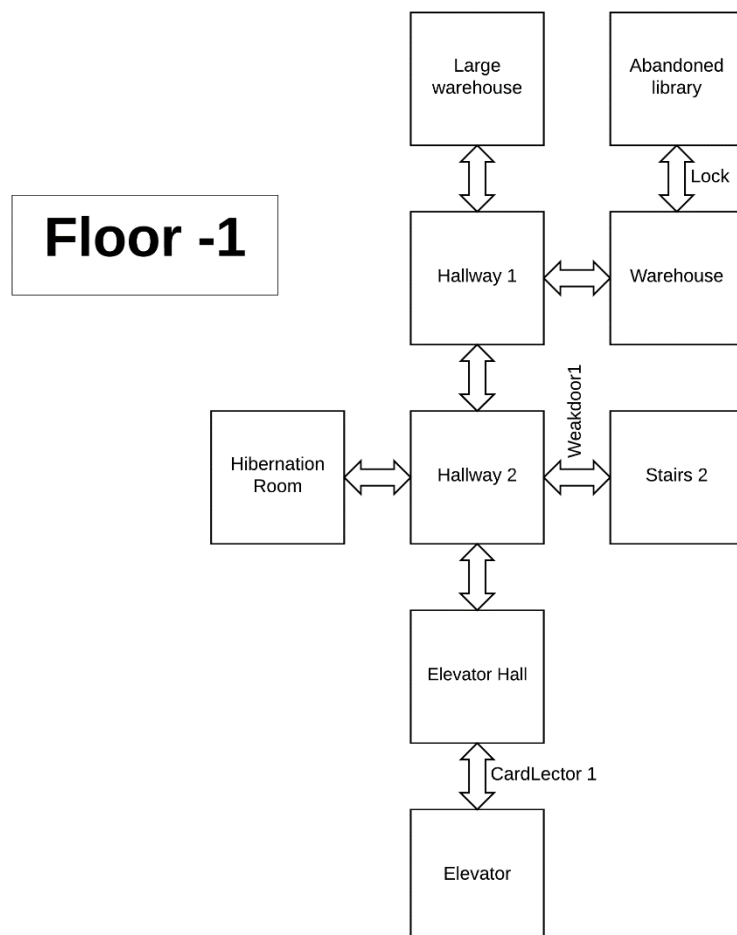 Large
warehouse
Abandoned
library
Lock
Floor -1
Hallway 1
Warehouse
Weakdoor1
Hibernation
Room
Hallway 2
Stairs 2
Elevator Hall
CardLector 1
Elevator